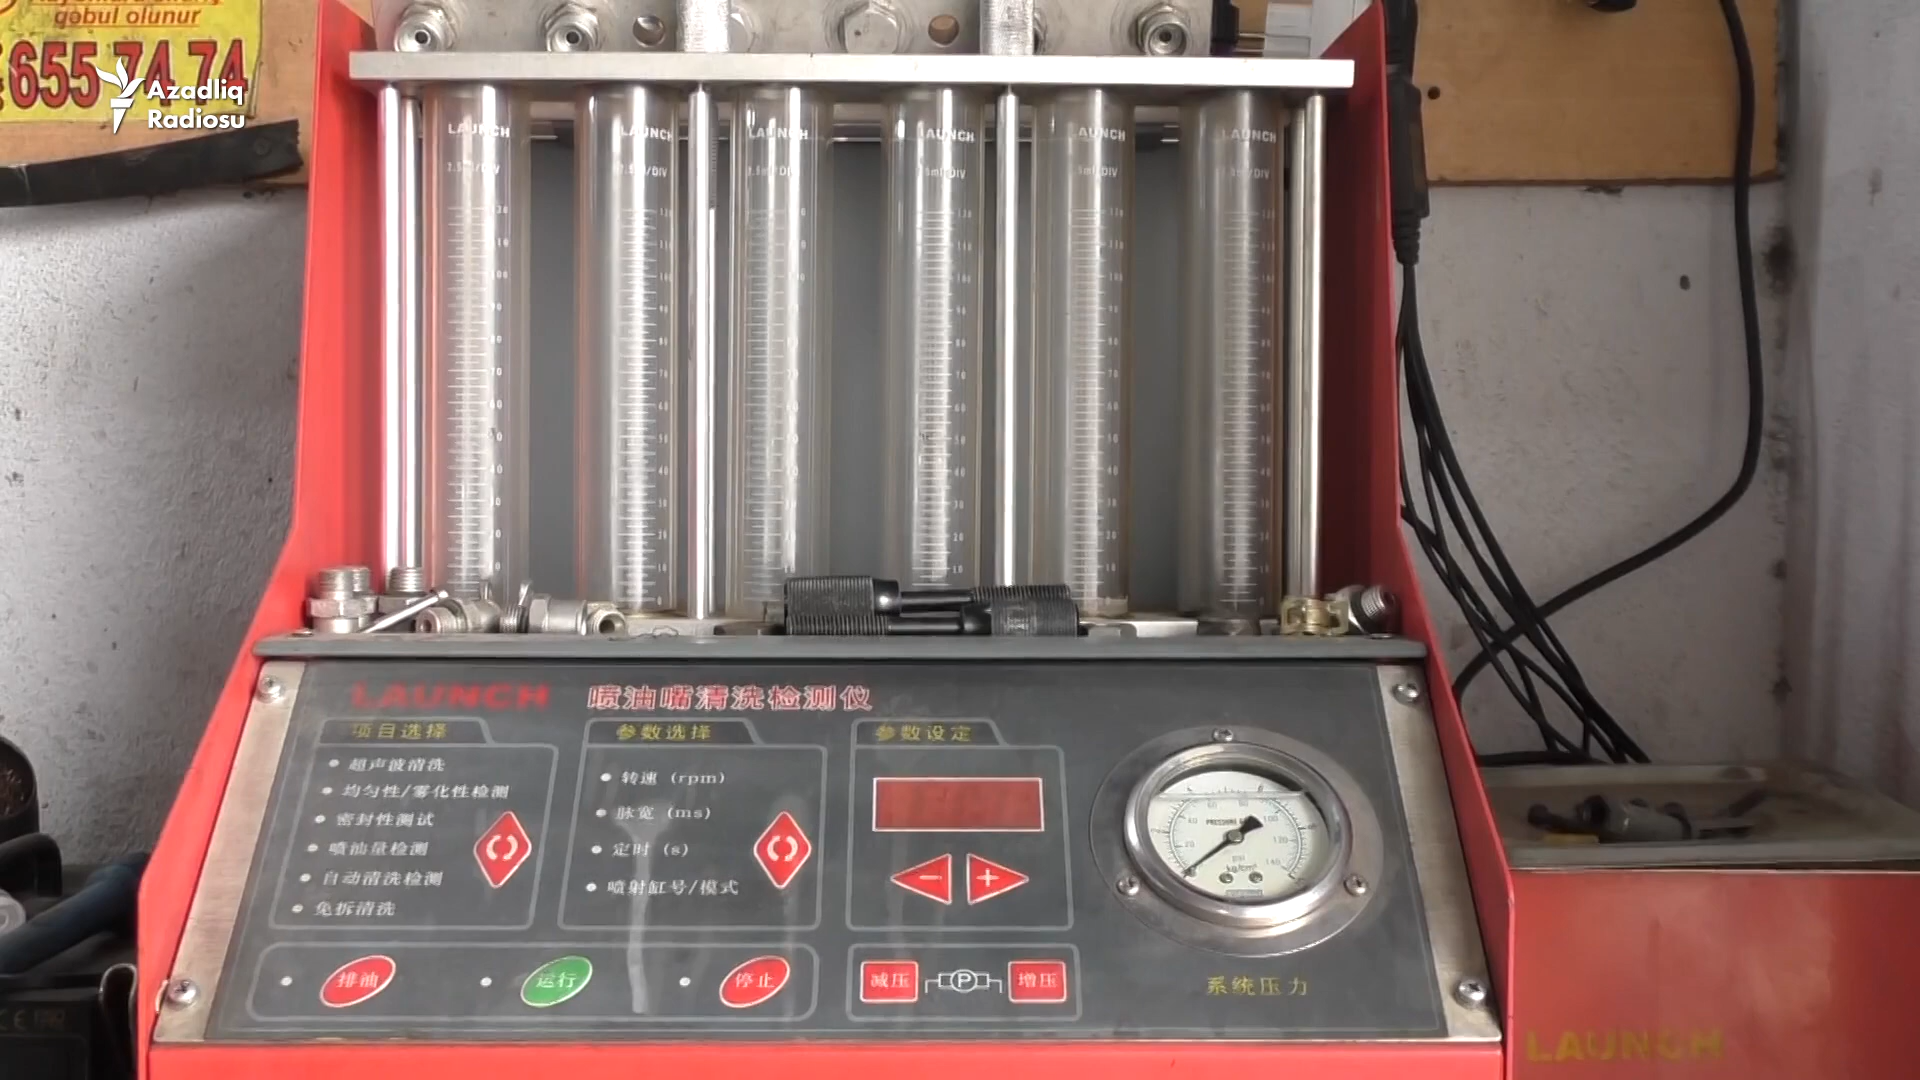 qəbul olunur
655 74 74
Azadlıq
Radiosu
LAUNCH LAUNCH LAUNCH LAUNCH LAUNCH LAUNCH
LAUNCH 喷油嘴清洗检测仪
项目选择
超声波清洗
均匀性/雾化性检测
密封性测试
喷油量检测
自动清洗检测
免拆清洗
参数选择
转速 (rpm)
脉宽 (ms)
定时 (s)
喷射缸号/模式
参数设定
− +
排油
运行
停止
减压 P 增压
psi
kg/cm²
系统压力
LAUNCH